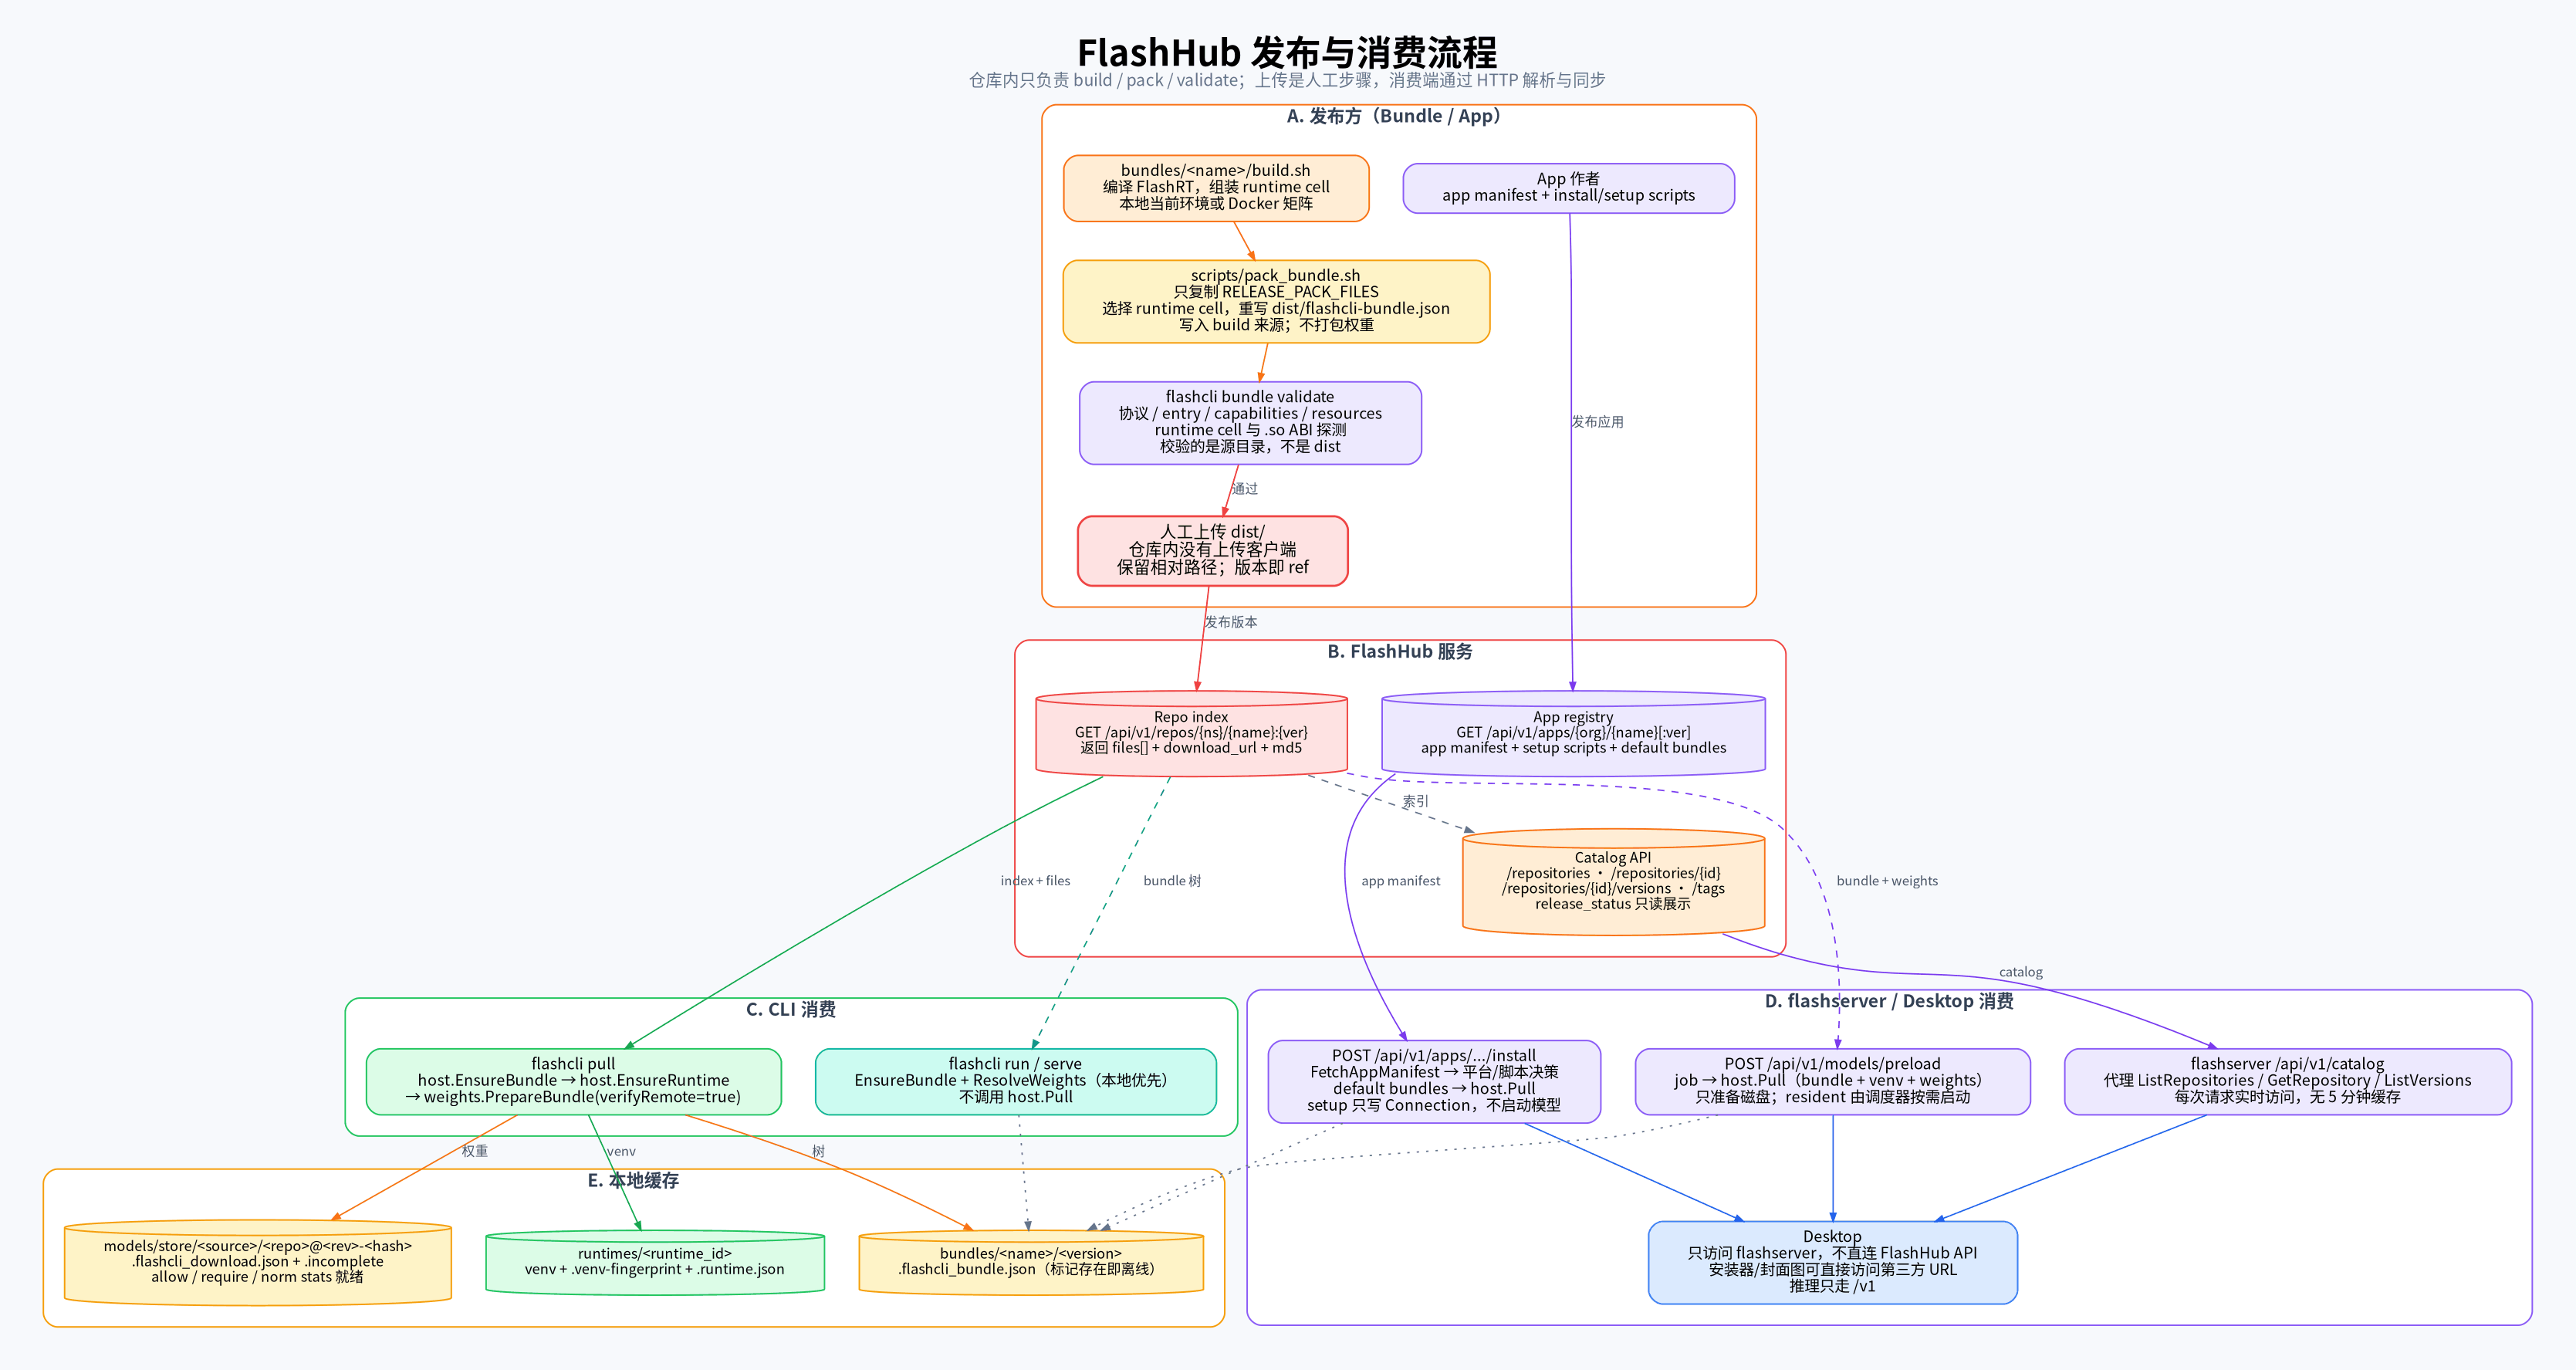 FlashHub 发布与消费流程
仓库内只负责 build / pack / validate；上传是人工步骤，消费端通过 HTTP 解析与同步
A. 发布方（Bundle / App）
bundles/<name>/build.sh
编译 FlashRT，组装 runtime cell
本地当前环境或 Docker 矩阵
App 作者
app manifest + install/setup scripts
scripts/pack_bundle.sh
只复制 RELEASE_PACK_FILES
选择 runtime cell，重写 dist/flashcli-bundle.json
写入 build 来源；不打包权重
flashcli bundle validate
协议 / entry / capabilities / resources
runtime cell 与 .so ABI 探测
校验的是源目录，不是 dist
发布应用
通过
人工上传 dist/
仓库内没有上传客户端
保留相对路径；版本即 ref
发布版本
B. FlashHub 服务
Repo index
GET /api/v1/repos/{ns}/{name}:{ver}
返回 files[] + download_url + md5
App registry
GET /api/v1/apps/{org}/{name}[:ver]
app manifest + setup scripts + default bundles
索引
Catalog API
/repositories · /repositories/{id}
/repositories/{id}/versions · /tags
release_status 只读展示
index + files
bundle 树
app manifest
bundle + weights
catalog
C. CLI 消费
flashcli pull
host.EnsureBundle → host.EnsureRuntime
→ weights.PrepareBundle(verifyRemote=true)
flashcli run / serve
EnsureBundle + ResolveWeights（本地优先）
不调用 host.Pull
D. flashserver / Desktop 消费
POST /api/v1/apps/.../install
FetchAppManifest → 平台/脚本决策
default bundles → host.Pull
setup 只写 Connection，不启动模型
POST /api/v1/models/preload
job → host.Pull（bundle + venv + weights）
只准备磁盘；resident 由调度器按需启动
flashserver /api/v1/catalog
代理 ListRepositories / GetRepository / ListVersions
每次请求实时访问，无 5 分钟缓存
权重
venv
树
E. 本地缓存
models/store/<source>/<repo>@<rev>-<hash>
.flashcli_download.json + .incomplete
allow / require / norm stats 就绪
runtimes/<runtime_id>
venv + .venv-fingerprint + .runtime.json
bundles/<name>/<version>
.flashcli_bundle.json（标记存在即离线）
Desktop
只访问 flashserver，不直连 FlashHub API
安装器/封面图可直接访问第三方 URL
推理只走 /v1